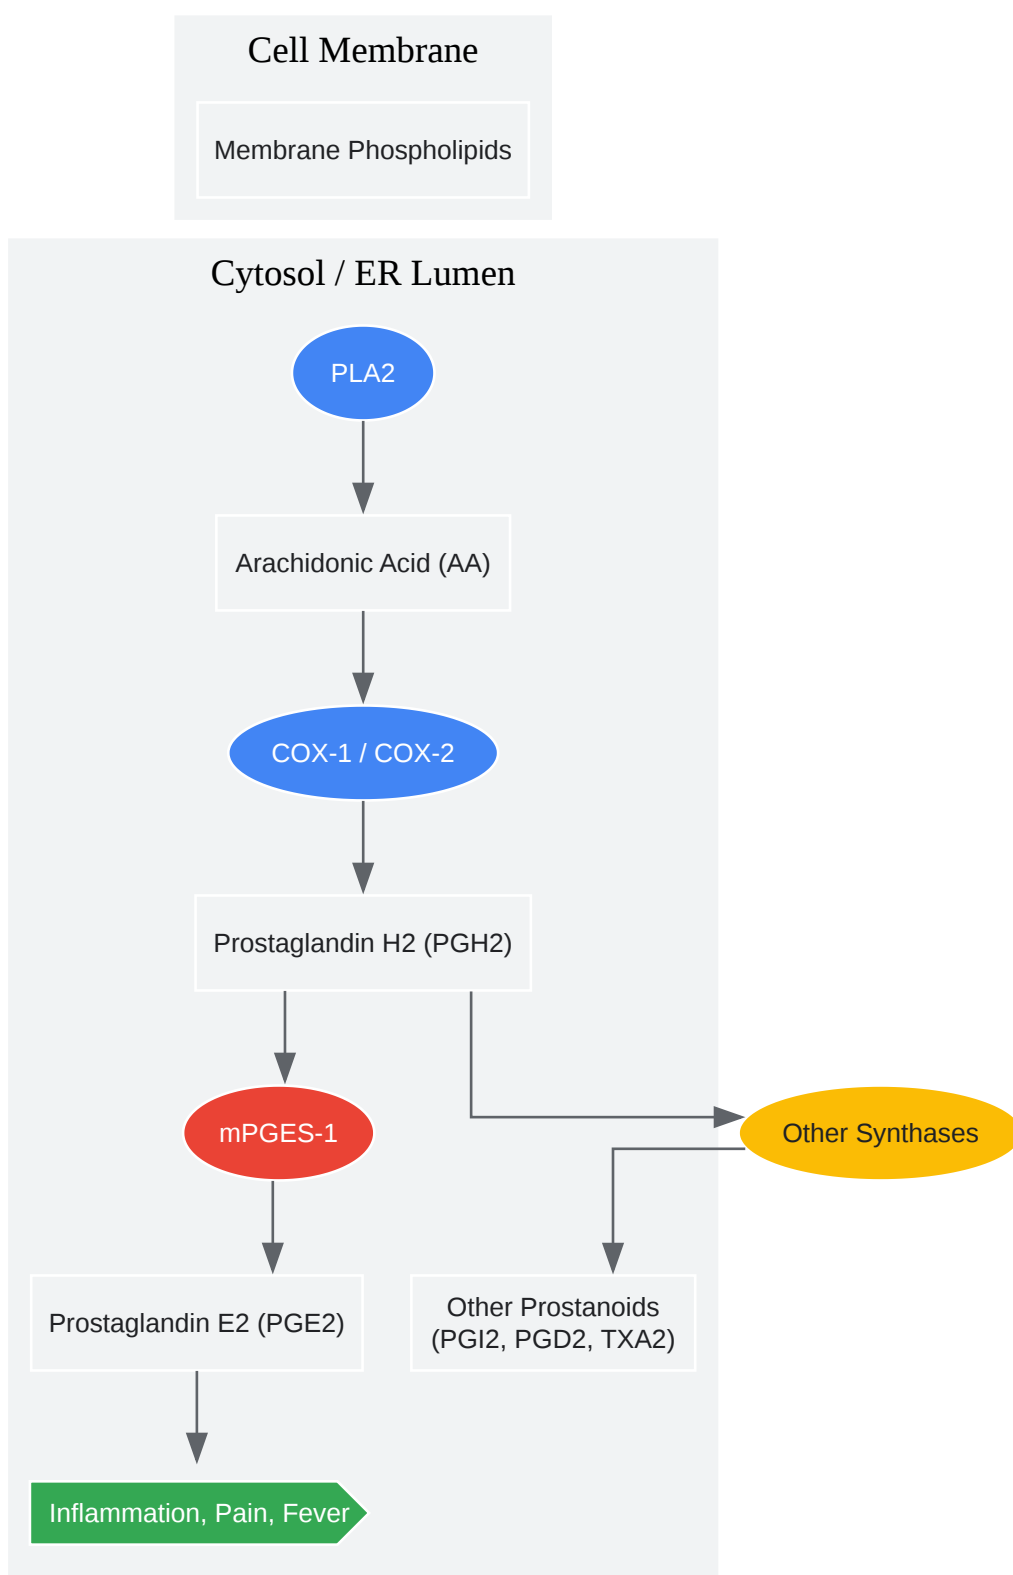 Cell Membrane
Membrane Phospholipids
Cytosol / ER Lumen
PLA2
Arachidonic Acid (AA)
COX-1 / COX-2
Prostaglandin H2 (PGH2)
mPGES-1
Other Synthases
Prostaglandin E2 (PGE2)
Other Prostanoids
(PGI2, PGD2, TXA2)
Inflammation, Pain, Fever